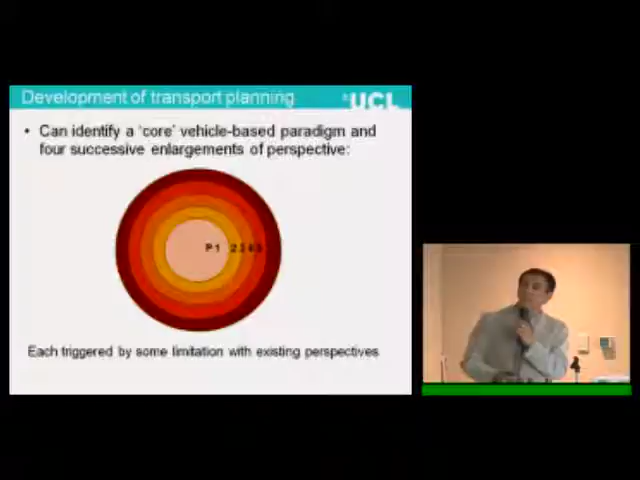 Development of transport planning
UCL
• Can identify a 'core' vehicle-based paradigm and
four successive enlargements of perspective:
P 1 2 3 4 5
Each triggered by some limitation with existing perspectives